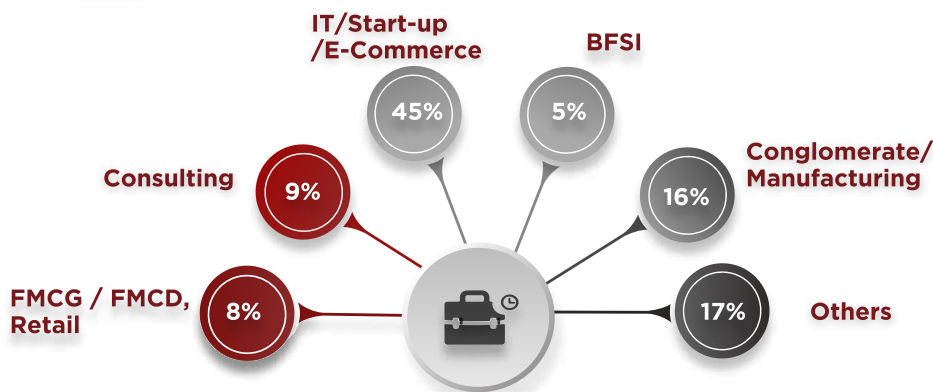 IT/Start-up
/E-Commerce
BFSI
45%
5%
Consulting
9%
Conglomerate/
Manufacturing
16%
FMCG / FMCD,
Retail
8%
17%
Others